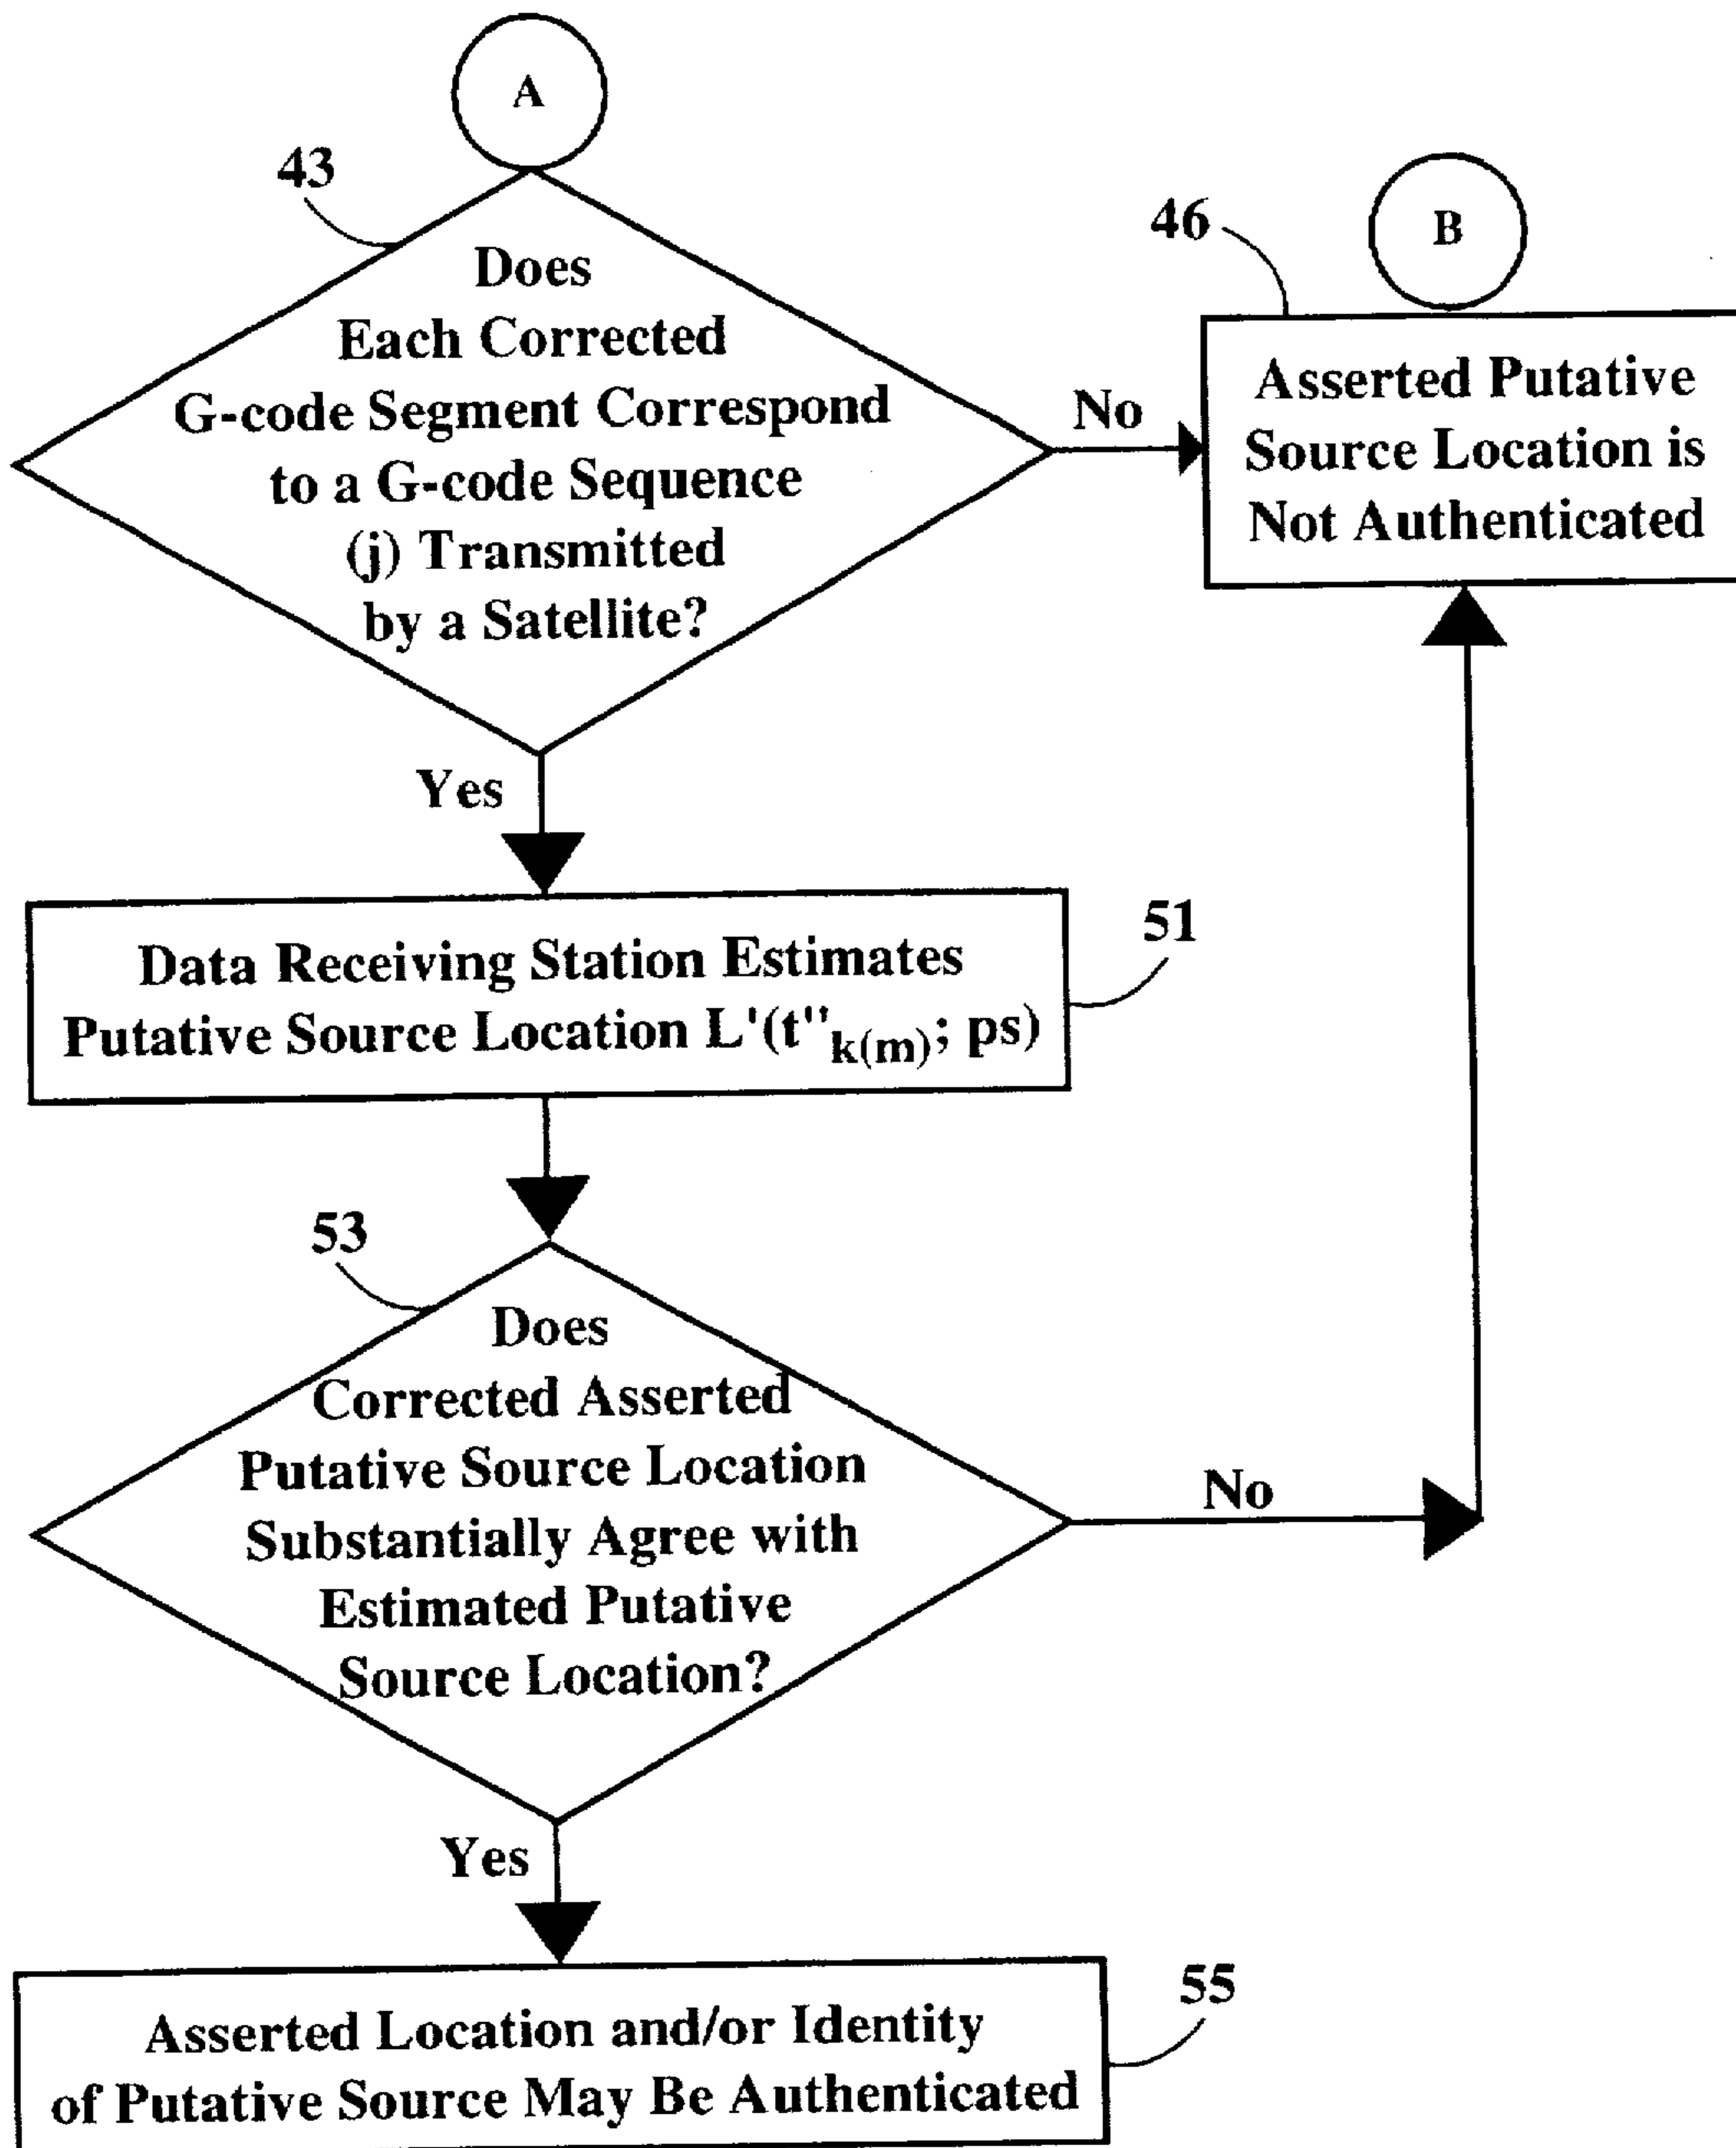 A
43
Does
Each Corrected
G-code Segment Correspond
to a G-code Sequence
(j) Transmitted
by a Satellite?
No
B
46
Asserted Putative
Source Location is
Not Authenticated
Yes
51
Data Receiving Station Estimates
Putative Source Location L'(t"k(m); ps)
53
Does
Corrected Asserted
Putative Source Location
Substantially Agree with
Estimated Putative
Source Location?
No
Yes
55
Asserted Location and/or Identity
of Putative Source May Be Authenticated